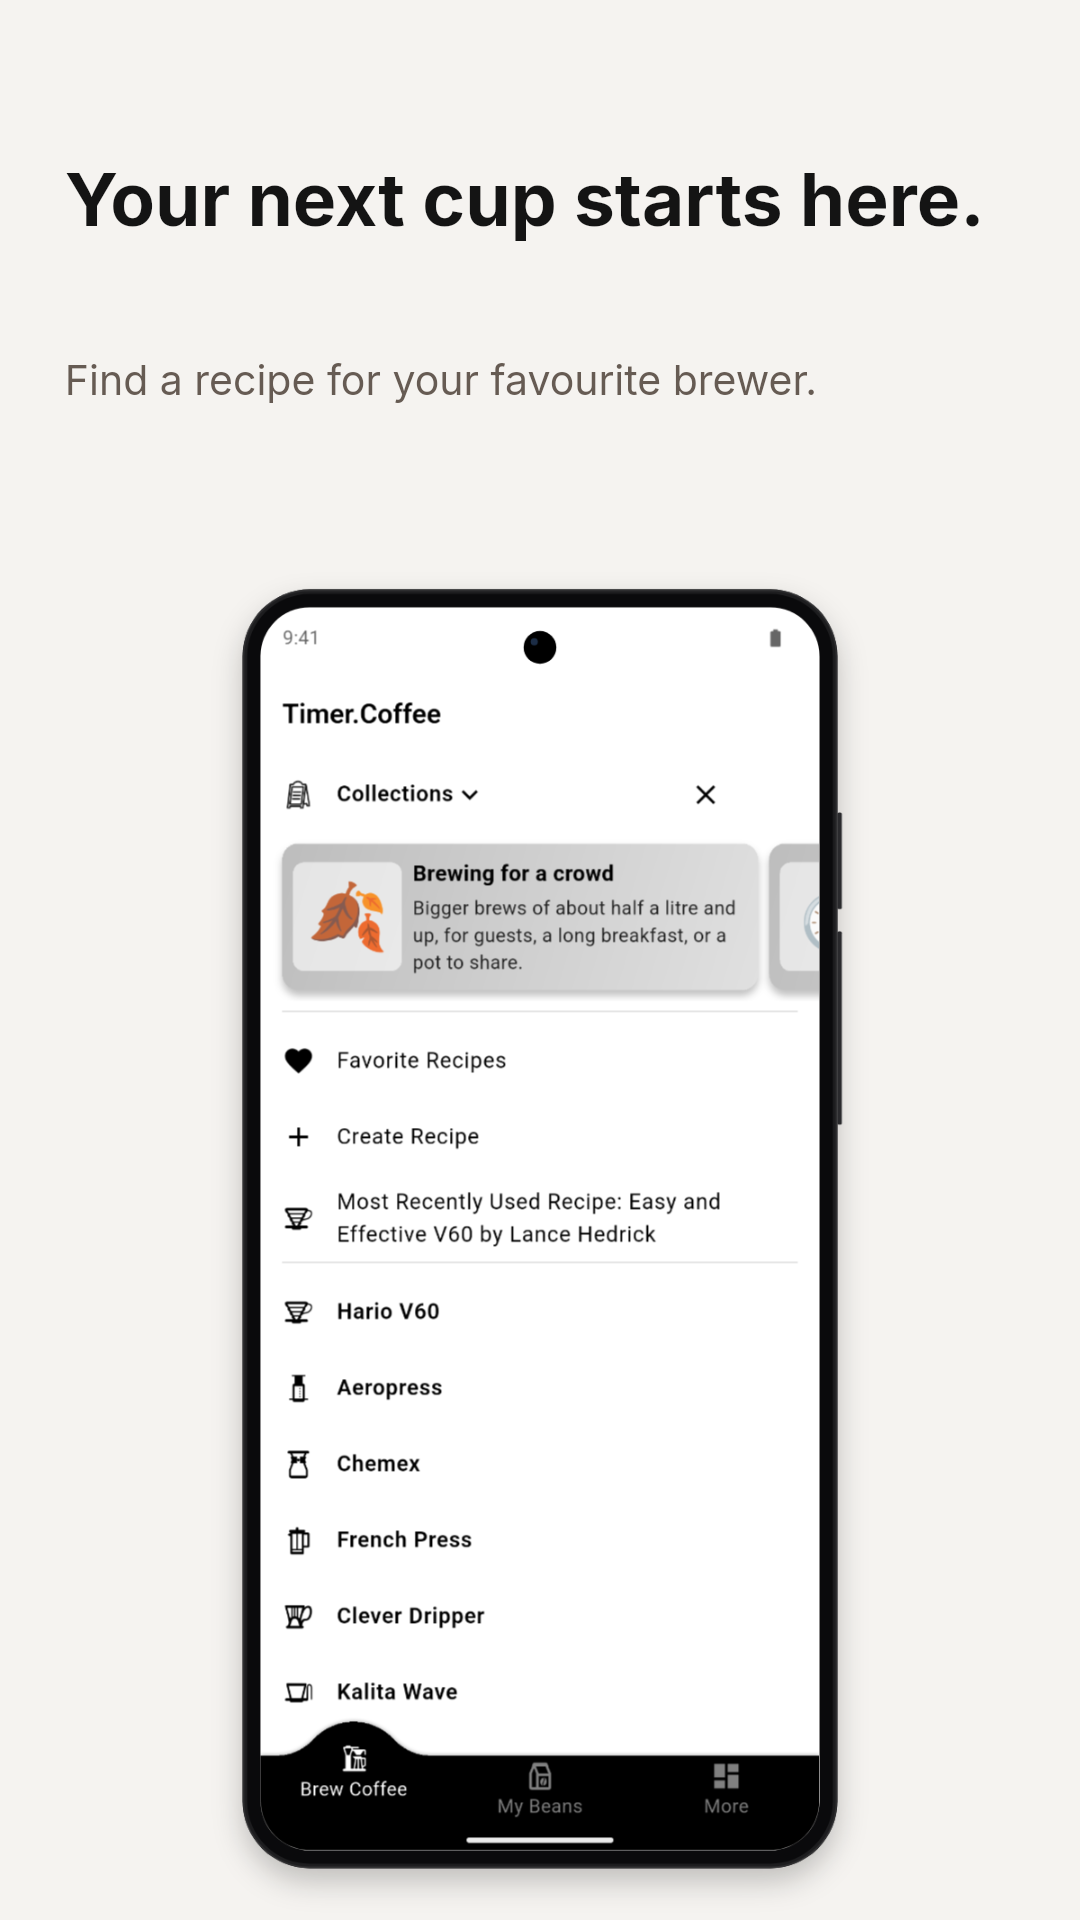 Your next cup starts here.
Find a recipe for your favourite brewer.
9:41
Timer.Coffee
Collections
Brewing for a crowd
Bigger brews of about half a litre and
up, for guests, a long breakfast, or a
pot to share.
Favorite Recipes
Create Recipe
Most Recently Used Recipe: Easy and
Effective V60 by Lance Hedrick
Hario V60
Aeropress
Chemex
French Press
Clever Dripper
Kalita Wave
Brew Coffee
My Beans
More